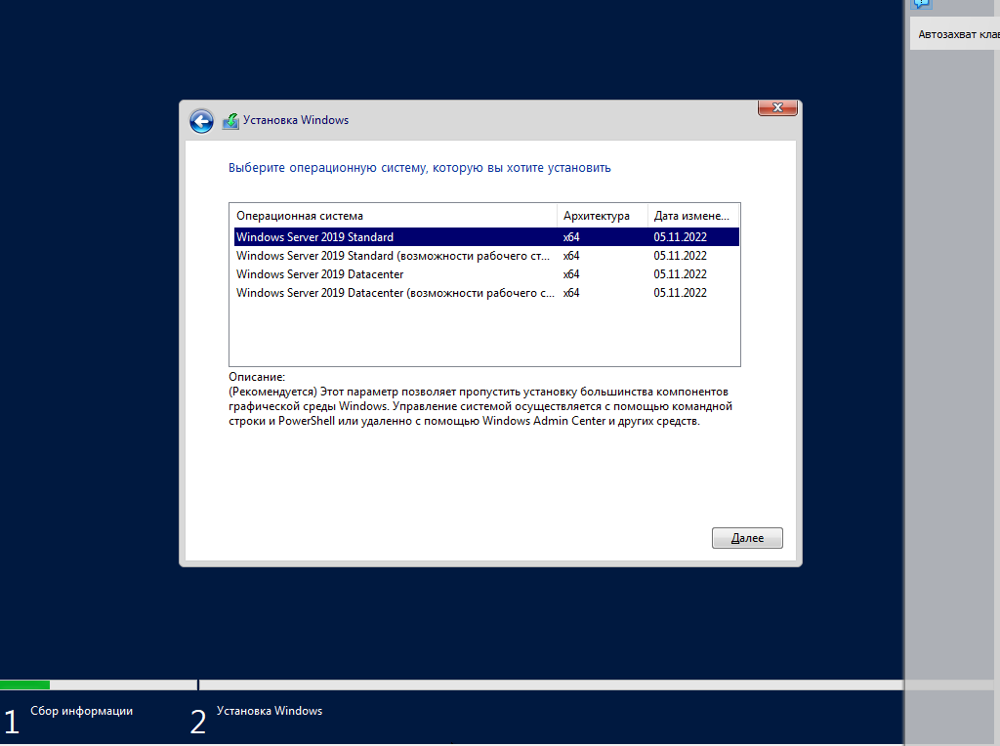 Автозахват клав
Установка Windows
Выберите операционную систему, которую вы хотите установить
Операционная система Архитектура Дата измене...
Windows Server 2019 Standard x64 05.11.2022
Windows Server 2019 Standard (возможности рабочего ст... x64 05.11.2022
Windows Server 2019 Datacenter x64 05.11.2022
Windows Server 2019 Datacenter (возможности рабочего с... x64 05.11.2022
Описание:
(Рекомендуется) Этот параметр позволяет пропустить установку большинства компонентов
графической среды Windows. Управление системой осуществляется с помощью командной
строки и PowerShell или удаленно с помощью Windows Admin Center и других средств.
Далее
1 Сбор информации 2 Установка Windows